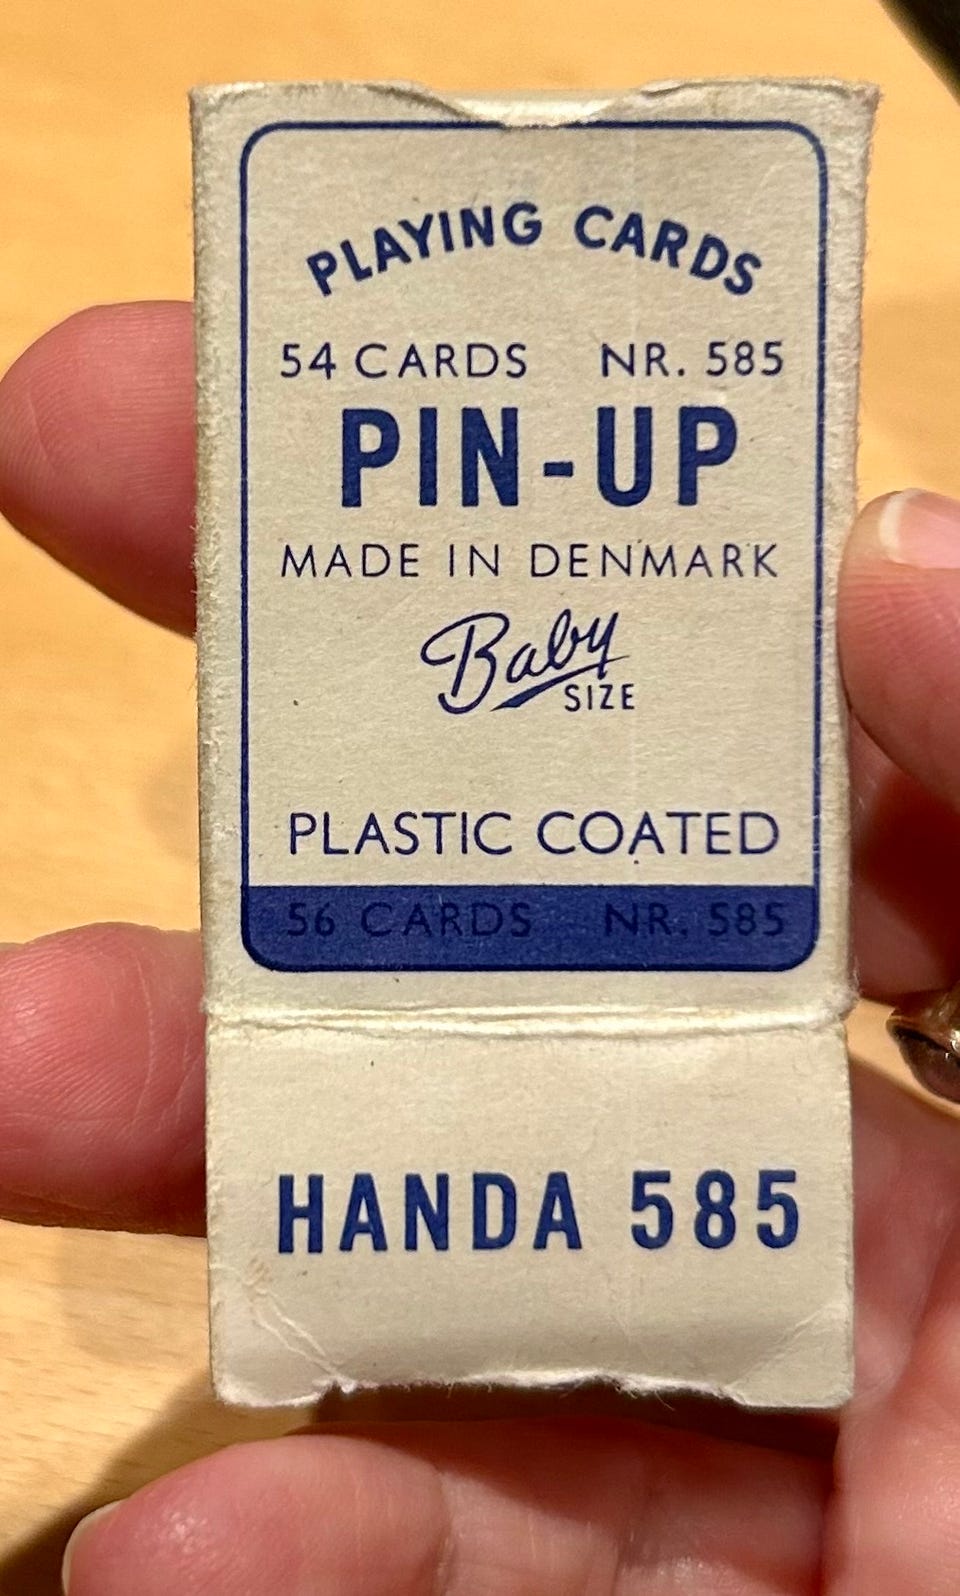 PLAYING CARDS
54 CARDS NR. 585
PIN-UP
MADE IN DENMARK
Baby
SIZE
PLASTIC COATED
56 CARDS NR. 585
HANDA 585